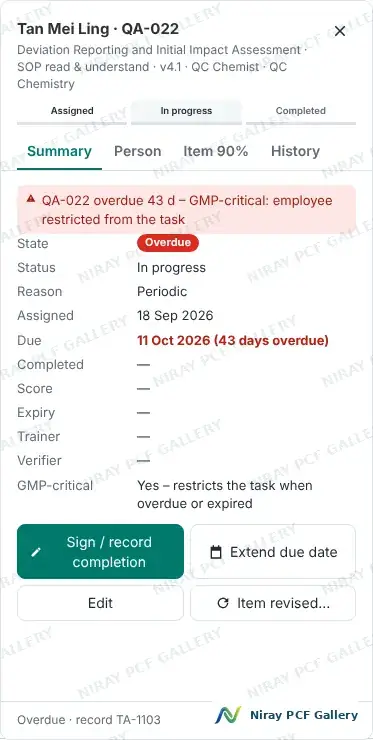 Tan Mei Ling · QA-022
Deviation Reporting and Initial Impact Assessment ·
SOP read & understand · v4.1 · QC Chemist · QC
Chemistry
Assigned
In progress
Completed
Summary
Person
Item 90%
History
QA-022 overdue 43 d – GMP-critical: employee
restricted from the task
State Overdue
Status In progress
Reason Periodic
Assigned 18 Sep 2026
Due 11 Oct 2026 (43 days overdue)
Completed —
Score —
Expiry —
Trainer —
Verifier —
GMP-critical Yes – restricts the task when
overdue or expired
Sign / record
completion
Extend due date
Edit
Item revised...
Overdue · record TA-1103
Niray PCF Gallery
NIRAY PCF GALLERY